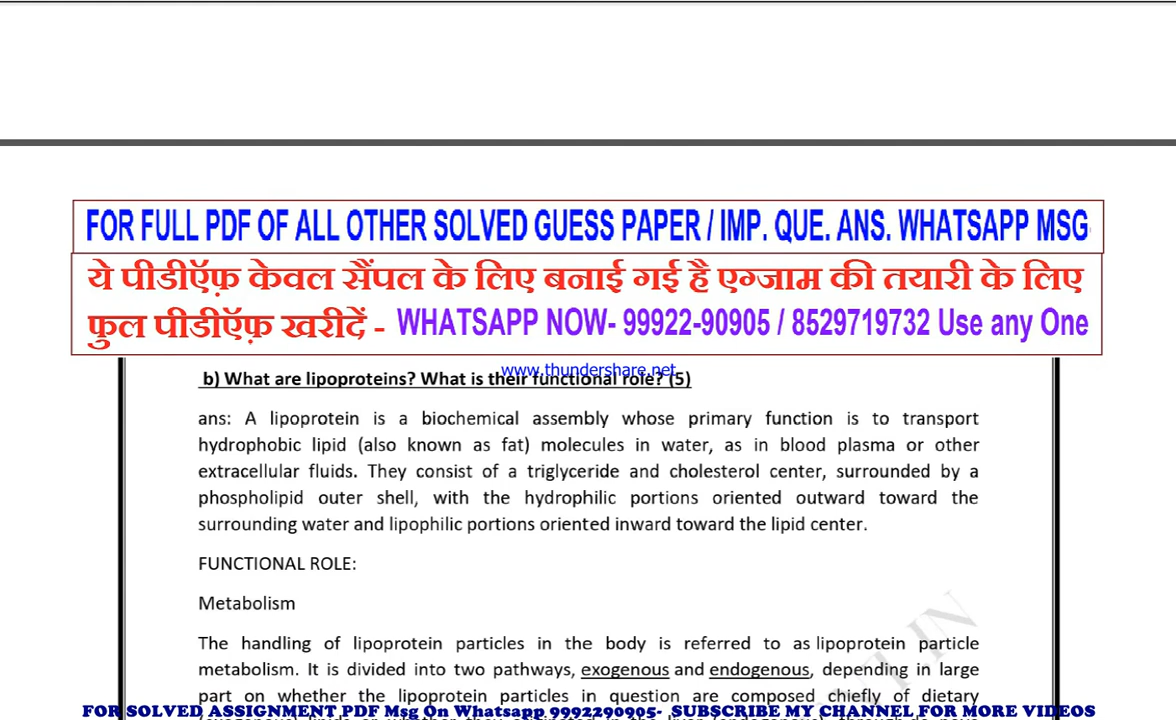 FOR FULL PDF OF ALL OTHER SOLVED GUESS PAPER / IMP. QUE. ANS. WHATSAPP MSG
ये पीडीऍफ़ केवल सैंपल के लिए बनाई गई है एग्जाम की तयारी के लिए
फुल पीडीऍफ़ खरीदें - WHATSAPP NOW- 99922-90905 / 8529719732 Use any One
www.thundershare.net
b) What are lipoproteins? What is their functional role? (5)
ans: A lipoprotein is a biochemical assembly whose primary function is to transport
hydrophobic lipid (also known as fat) molecules in water, as in blood plasma or other
extracellular fluids. They consist of a triglyceride and cholesterol center, surrounded by a
phospholipid outer shell, with the hydrophilic portions oriented outward toward the
surrounding water and lipophilic portions oriented inward toward the lipid center.
FUNCTIONAL ROLE:
Metabolism
The handling of lipoprotein particles in the body is referred to as lipoprotein particle
metabolism. It is divided into two pathways, exogenous and endogenous, depending in large
part on whether the lipoprotein particles in question are composed chiefly of dietary
FOR SOLVED ASSIGNMENT PDF Msg On Whatsapp 9992290905- SUBSCRIBE MY CHANNEL FOR MORE VIDEOS